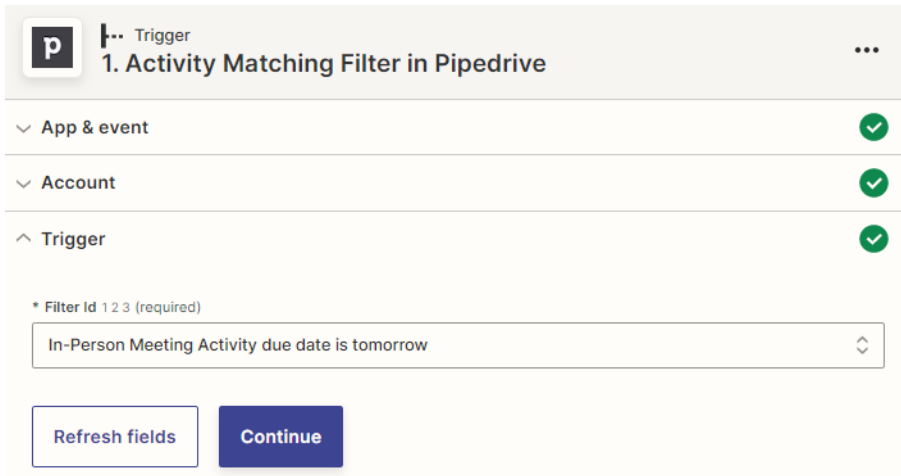 p
Trigger
1. Activity Matching Filter in Pipedrive
App & event
Account
Trigger
* Filter Id 1 2 3 (required)
In-Person Meeting Activity due date is tomorrow
Refresh fields Continue